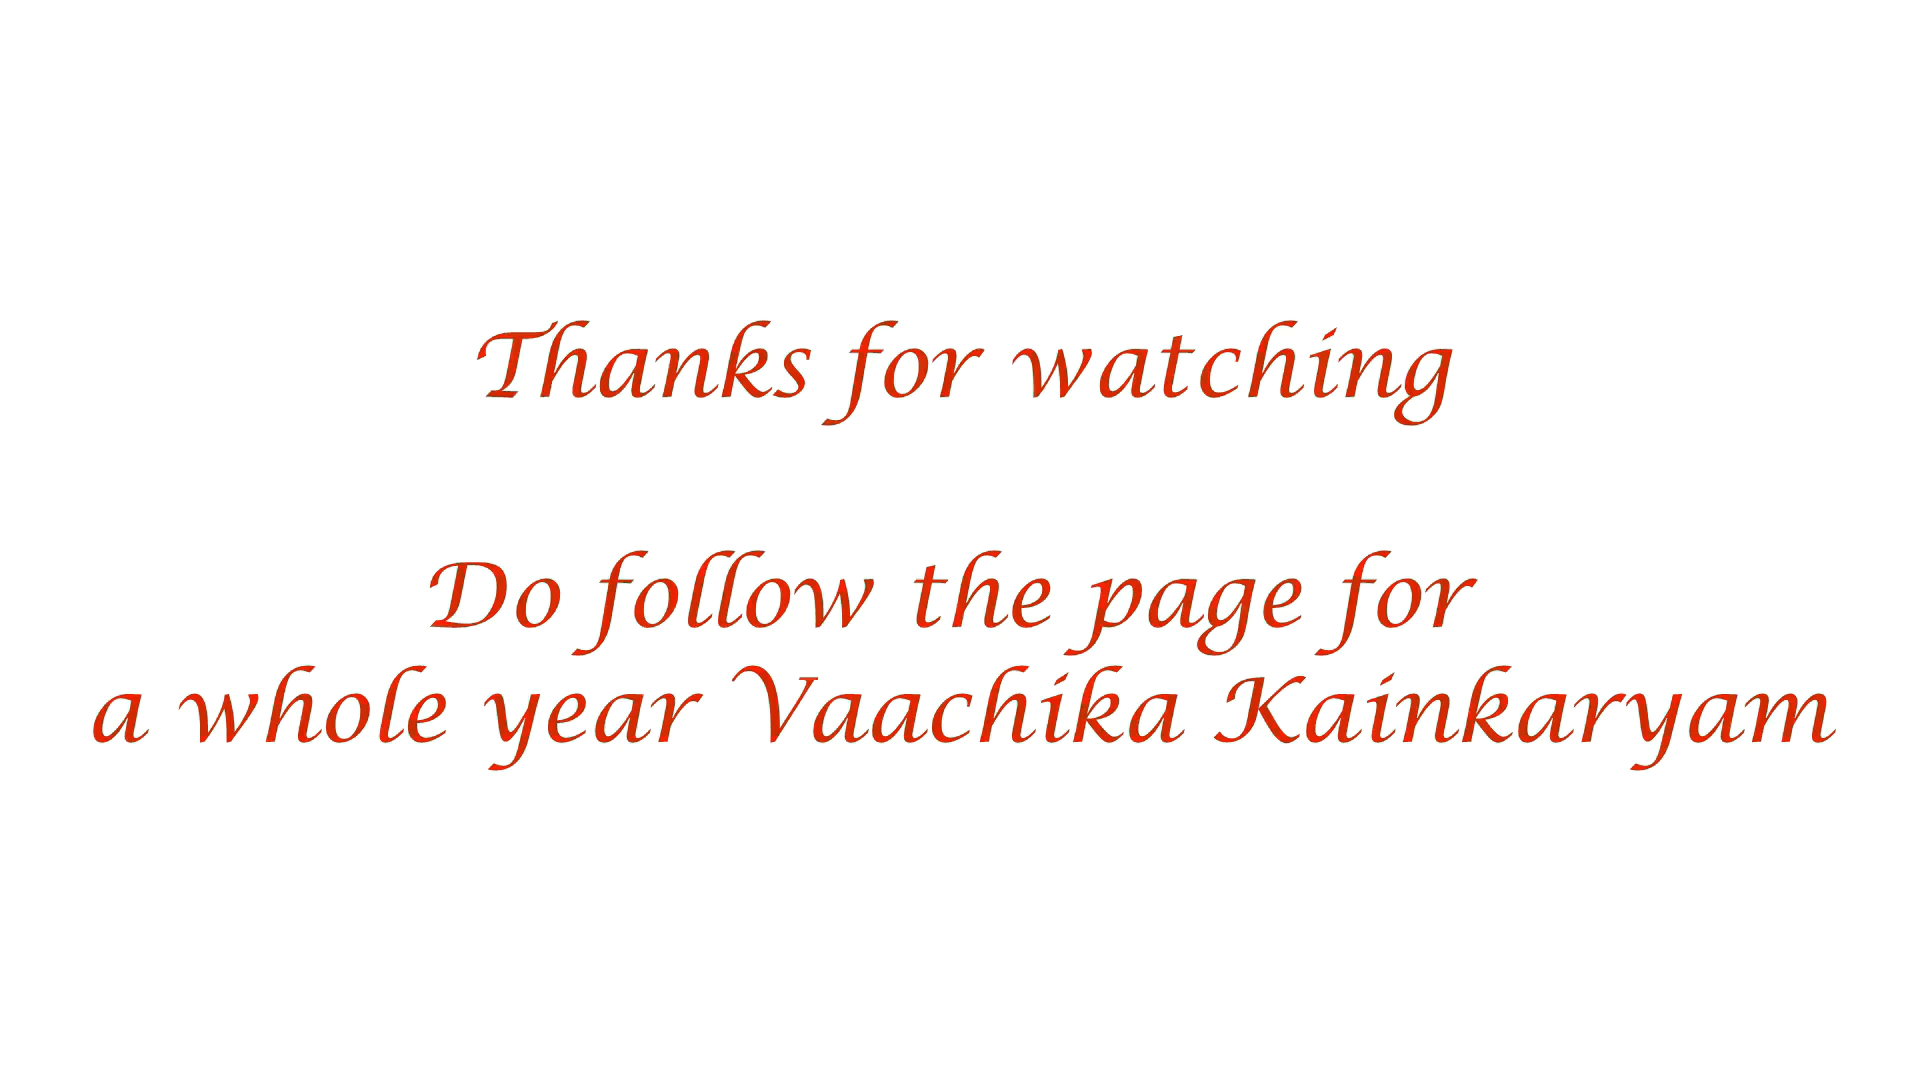 Thanks for watching
Do follow the page for
a whole year Vaachika Kainkaryam